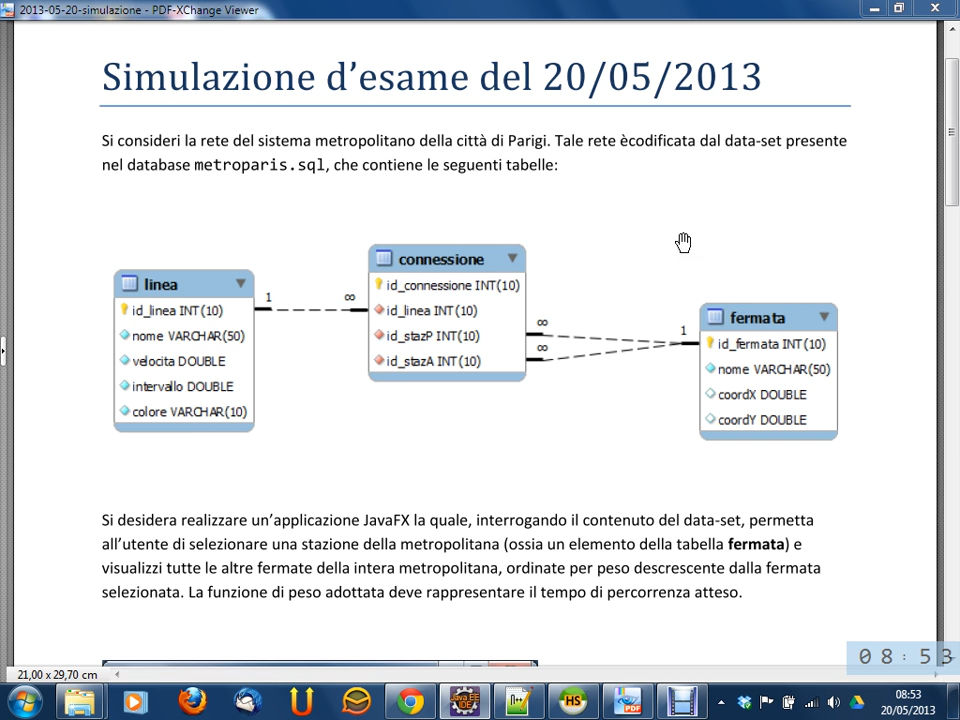 2013-05-20-simulazione - PDF-XChange Viewer
Simulazione d'esame del 20/05/2013
Si consideri la rete del sistema metropolitano della città di Parigi. Tale rete ècodificata dal data-set presente
nel database metroparis.sql, che contiene le seguenti tabelle:
linea
id_linea INT(10)
nome VARCHAR(50)
velocita DOUBLE
intervallo DOUBLE
colore VARCHAR(10)
1
∞
connessione
id_connessione INT(10)
id_linea INT(10)
id_stazP INT(10)
id_stazA INT(10)
∞
∞
1
fermata
id_fermata INT(10)
nome VARCHAR(50)
coordX DOUBLE
coordY DOUBLE
Si desidera realizzare un'applicazione JavaFX la quale, interrogando il contenuto del data-set, permetta
all'utente di selezionare una stazione della metropolitana (ossia un elemento della tabella fermata) e
visualizzi tutte le altre fermate della intera metropolitana, ordinate per peso descrescente dalla fermata
selezionata. La funzione di peso adottata deve rappresentare il tempo di percorrenza atteso.
08:53
21,00 x 29,70 cm
Java EE
IDE
N++
HS
PDF
08:53
20/05/2013